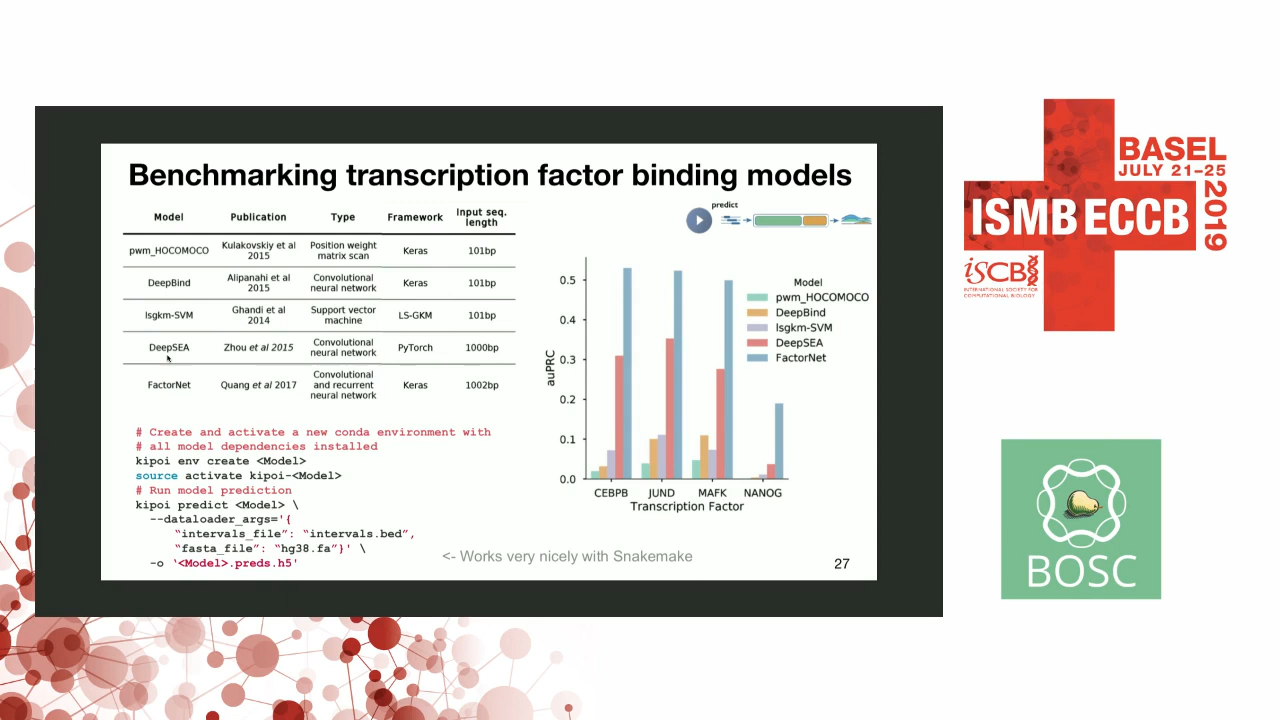 Benchmarking transcription factor binding models
Model Publication Type Framework Input seq. length
pwm_HOCOMOCO Kulakovskiy et al 2015 Position weight matrix scan Keras 101bp
DeepBind Alipanahi et al 2015 Convolutional neural network Keras 101bp
lsgkm-SVM Ghandi et al 2014 Support vector machine LS-GKM 101bp
DeepSEA Zhou et al 2015 Convolutional neural network PyTorch 1000bp
FactorNet Quang et al 2017 Convolutional and recurrent neural network Keras 1002bp
# Create and activate a new conda environment with
# all model dependencies installed
kipoi env create <Model>
source activate kipoi-<Model>
# Run model prediction
kipoi predict <Model> \
--dataloader_args='{
“intervals_file”: “intervals.bed”,
“fasta_file”: “hg38.fa”}' \
-o '<Model>.preds.h5'
<- Works very nicely with Snakemake
predict
auPRC
0.5
0.4
0.3
0.2
0.1
0.0
CEBPB JUND MAFK NANOG
Transcription Factor
Model
pwm_HOCOMOCO
DeepBind
lsgkm-SVM
DeepSEA
FactorNet
27
BASEL
JULY 21–25
2019
ISMB ECCB
ISCB
INTERNATIONAL SOCIETY FOR
COMPUTATIONAL BIOLOGY
BOSC